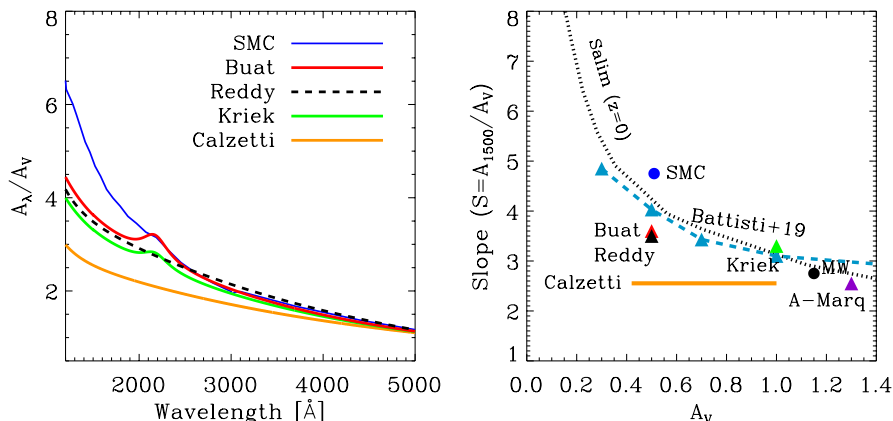 8
6
4
2
A_λ/A_V
SMC
Buat
Reddy
Kriek
Calzetti
2000 3000 4000 5000
Wavelength [Å]
8
7
6
5
4
3
2
1
Slope (S=A_1500/A_V)
Salim (z=0)
SMC
Battisti+19
Buat
Reddy
Kriek
MW
Calzetti
A−Marq
0.0 0.2 0.4 0.6 0.8 1.0 1.2 1.4
A_V